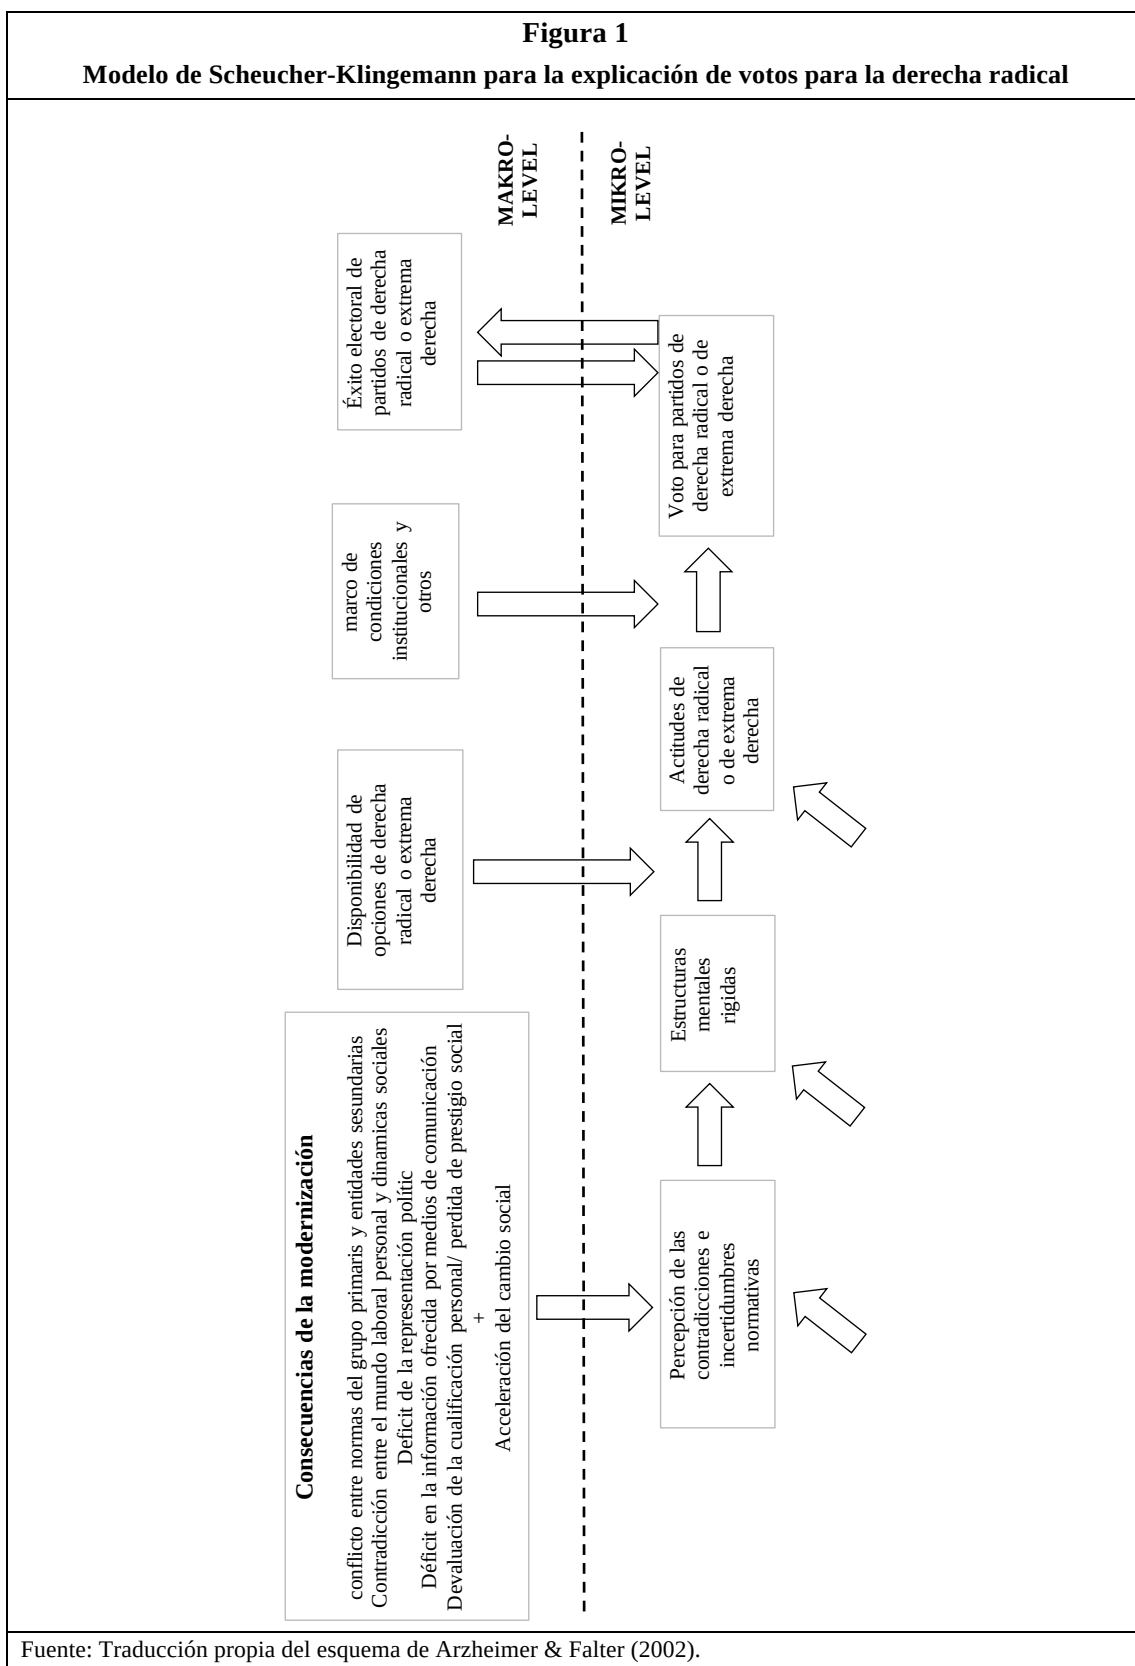 Figura 1
Modelo de Scheucher-Klingemann para la explicación de votos para la derecha radical
Consecuencias de la modernización
conflicto entre normas del grupo primaris y entidades sesundarias
Contradicción entre el mundo laboral personal y dinamicas sociales
Deficit de la representación polític
Déficit en la información ofrecida por medios de comunicación
Devaluación de la cualificación personal/ perdida de prestigio social
+
Acceleración del cambio social
Disponibilidad de
opciones de derecha
radical o extrema
derecha
marco de
condiciones
institucionales y
otros
Éxito electoral de
partidos de derecha
radical o extrema
derecha
MAKRO-
LEVEL
MIKRO-
LEVEL
Percepción de las
contradicciones e
incertidumbres
normativas
Estructuras
mentales
rigidas
Actitudes de
derecha radical
o de extrema
derecha
Voto para partidos de
derecha radical o de
extrema derecha
Fuente: Traducción propia del esquema de Arzheimer & Falter (2002).